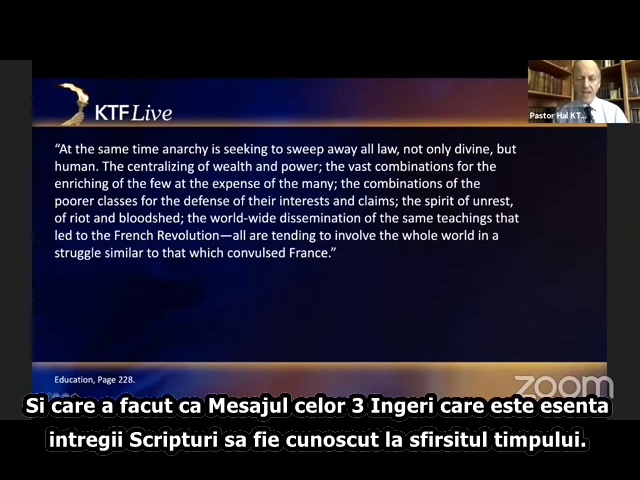 KTF Live
Pastor Hal KT...
“At the same time anarchy is seeking to sweep away all law, not only divine, but
human. The centralizing of wealth and power; the vast combinations for the
enriching of the few at the expense of the many; the combinations of the
poorer classes for the defense of their interests and claims; the spirit of unrest,
of riot and bloodshed; the world-wide dissemination of the same teachings that
led to the French Revolution—all are tending to involve the whole world in a
struggle similar to that which convulsed France.”
Education, Page 228.
zoom
Si care a facut ca Mesajul celor 3 Ingeri care este esenta
intregii Scripturi sa fie cunoscut la sfirsitul timpului.